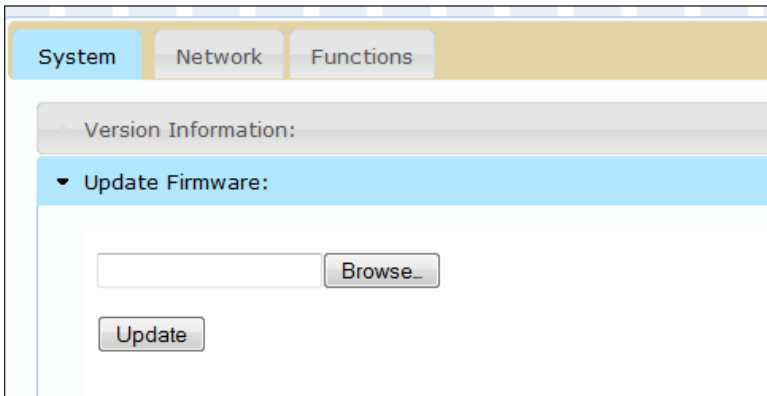 System Network Functions
Version Information:
Update Firmware:
Browse...
Update